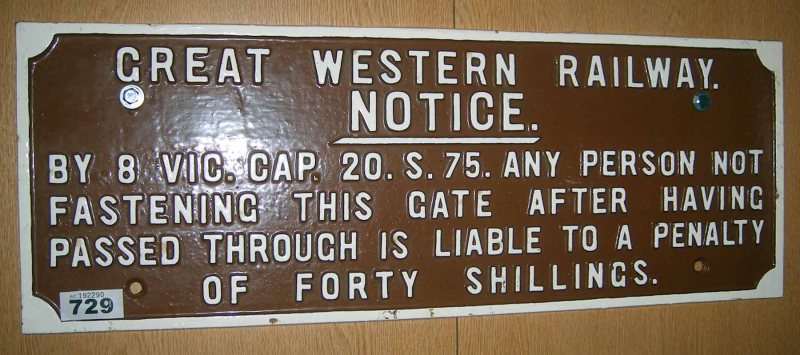 GREAT WESTERN RAILWAY.
NOTICE.
BY 8 VIC. CAP. 20. S. 75. ANY PERSON NOT
FASTENING THIS GATE AFTER HAVING
PASSED THROUGH IS LIABLE TO A PENALTY
OF FORTY SHILLINGS.
AC192290
729